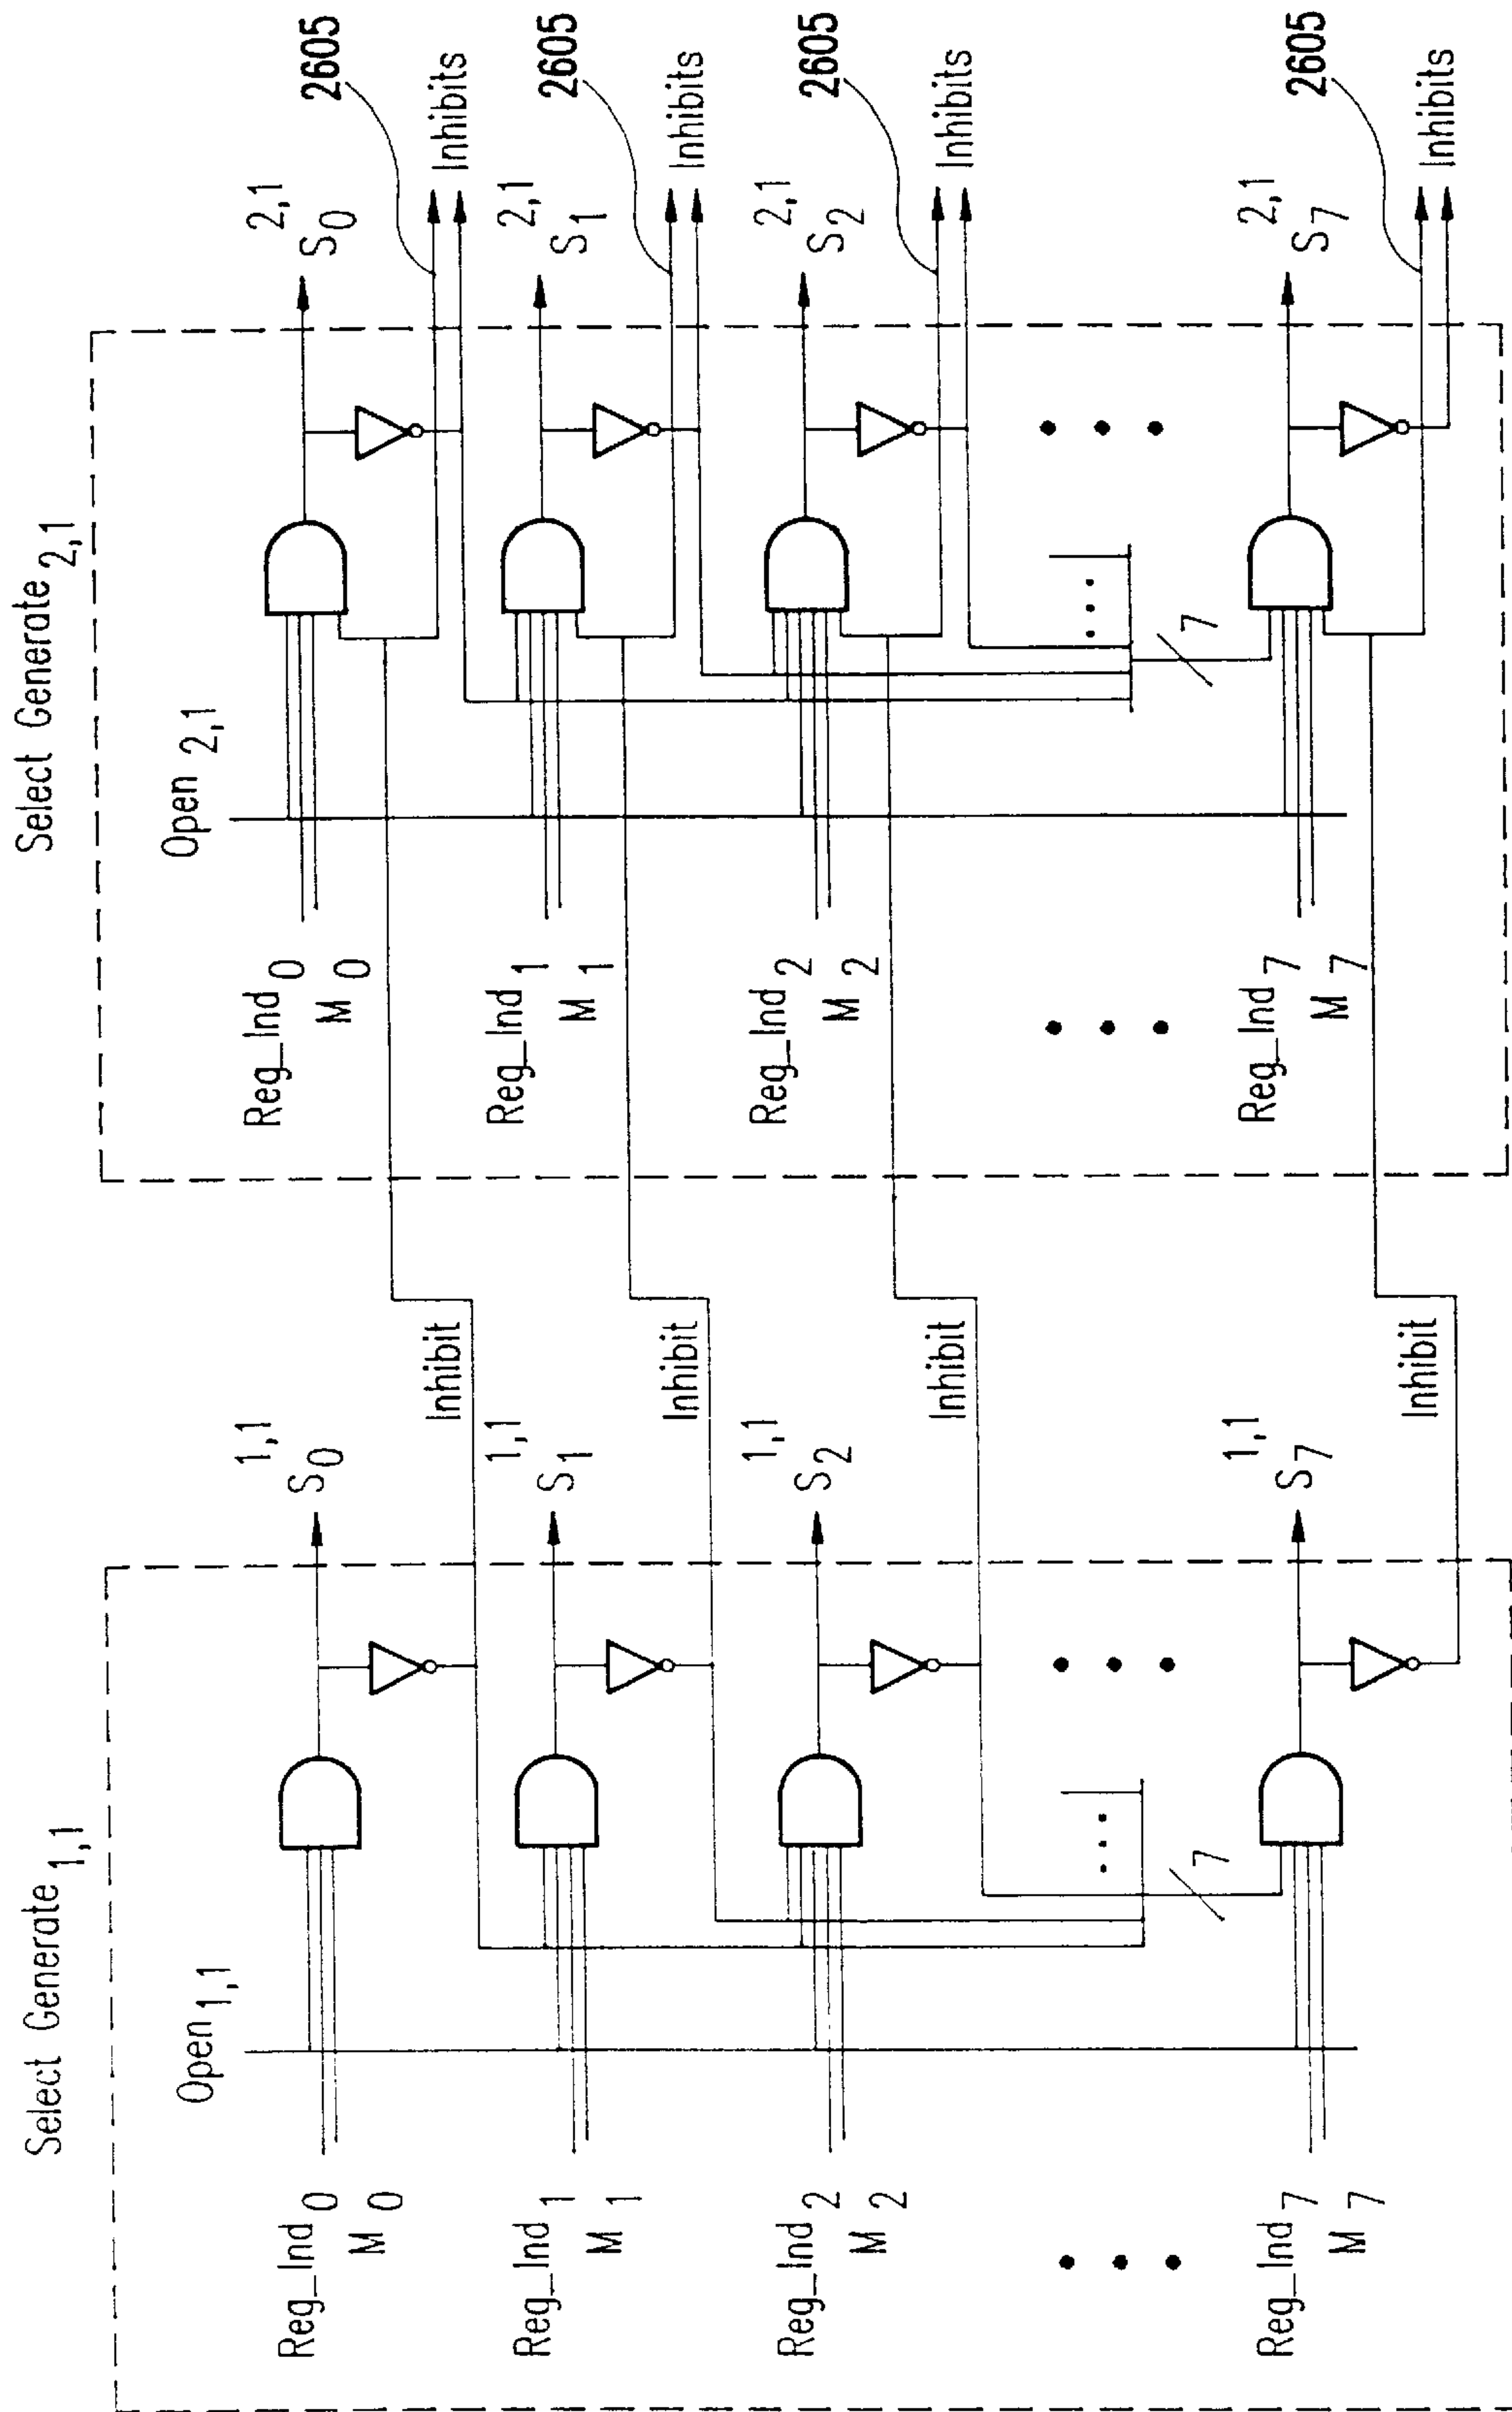 Select Generate 1,1
Open 1,1
Reg_Ind 0
M 0
S 0 1,1
Inhibit
Reg_Ind 1
M 1
S 1 1,1
Inhibit
Reg_Ind 2
M 2
S 2 1,1
Inhibit
7
Reg_Ind 7
M 7
S 7 1,1
Inhibit
Select Generate 2,1
Open 2,1
Reg_Ind 0
M 0
S 0 2,1
2605
Inhibits
Reg_Ind 1
M 1
S 1 2,1
2605
Inhibits
Reg_Ind 2
M 2
S 2 2,1
2605
Inhibits
7
Reg_Ind 7
M 7
S 7 2,1
2605
Inhibits